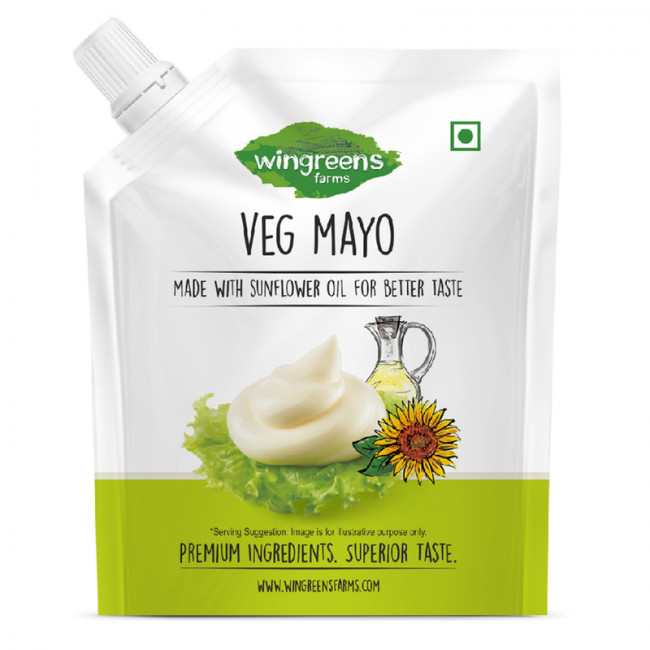 wingreens
farms
VEG MAYO
MADE WITH SUNFLOWER OIL FOR BETTER TASTE
*Serving Suggestion. Image is for illustrative purpose only.
PREMIUM INGREDIENTS. SUPERIOR TASTE.
WWW.WINGREENSFARMS.COM